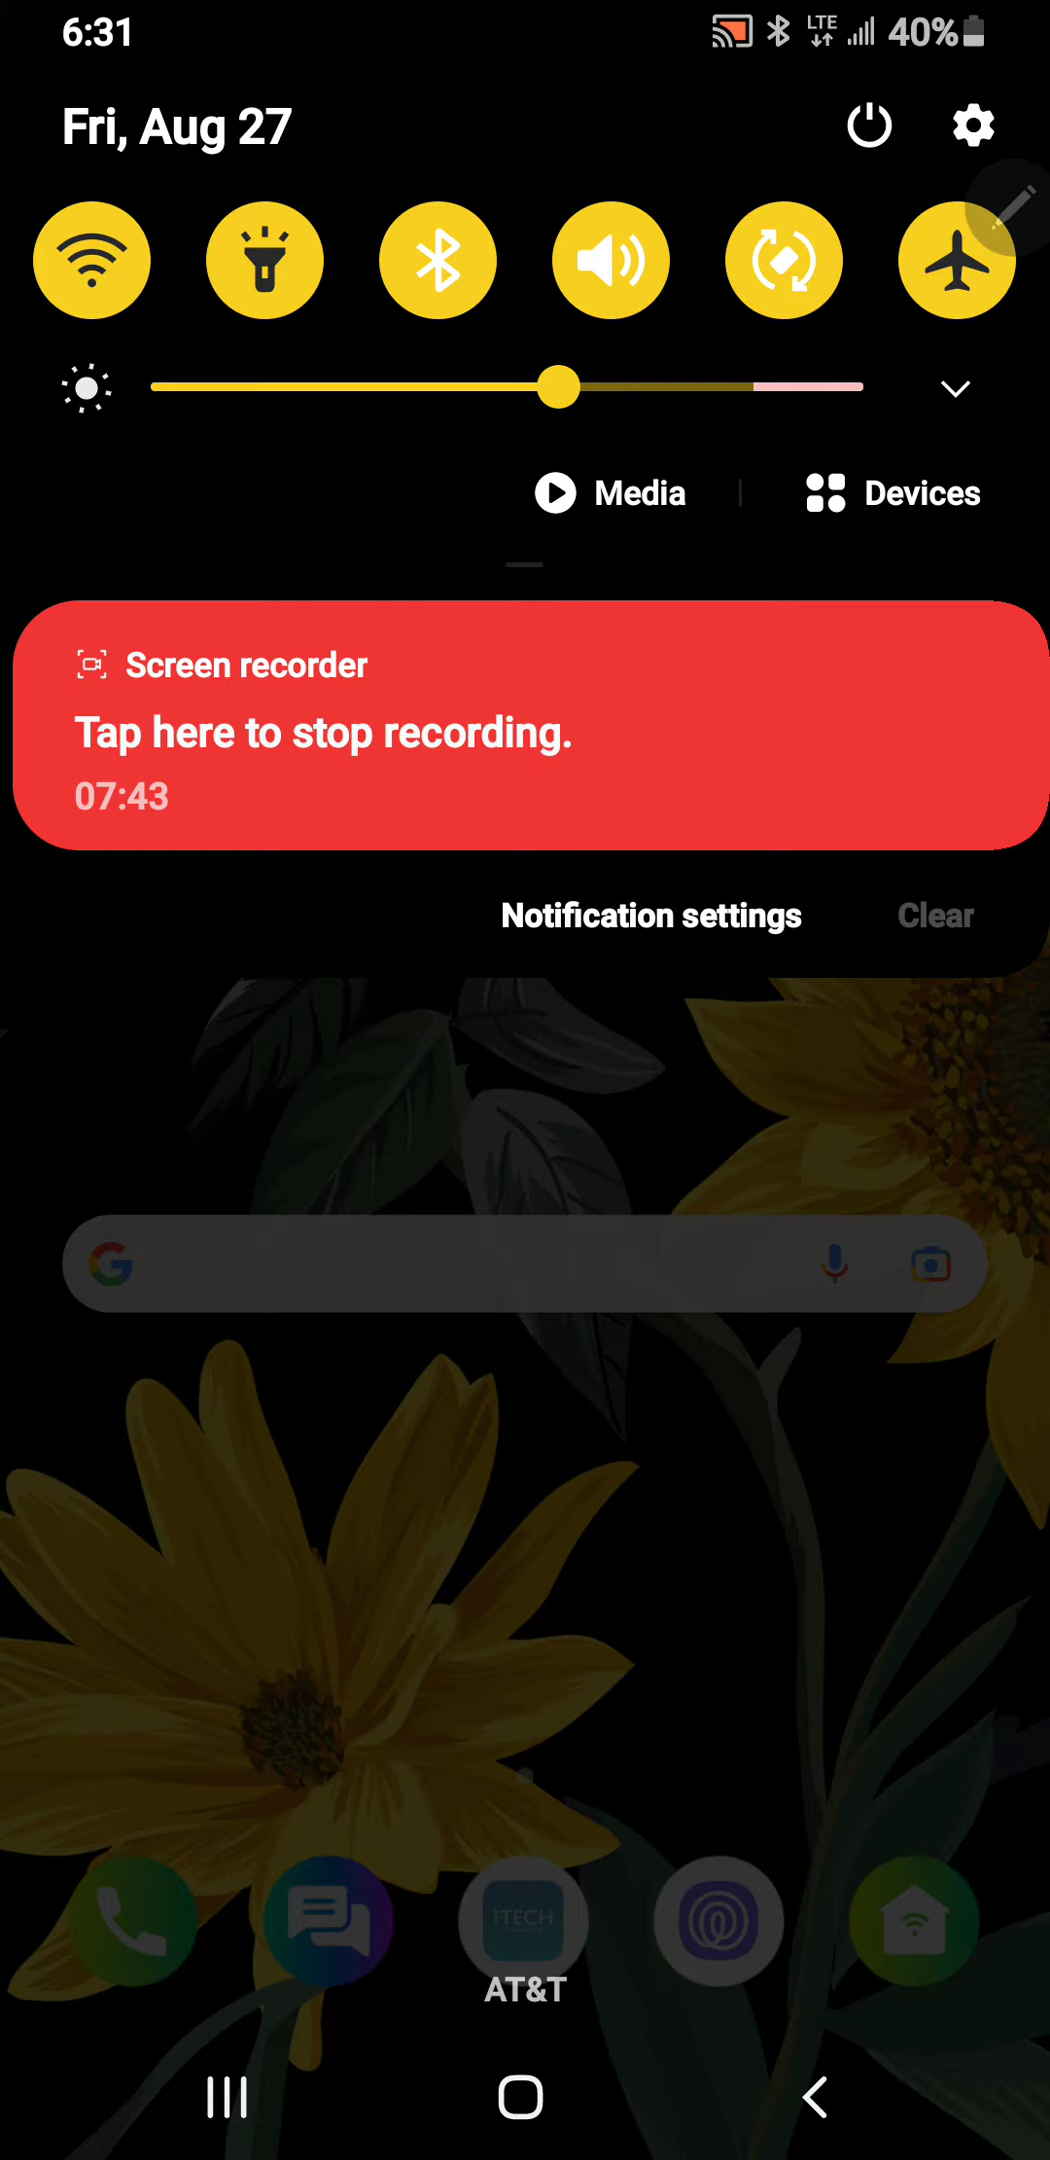 6:31
LTE
40%
Fri, Aug 27
Media
Devices
Screen recorder
Tap here to stop recording.
07:43
Notification settings
Clear
G
iTECH
AT&T